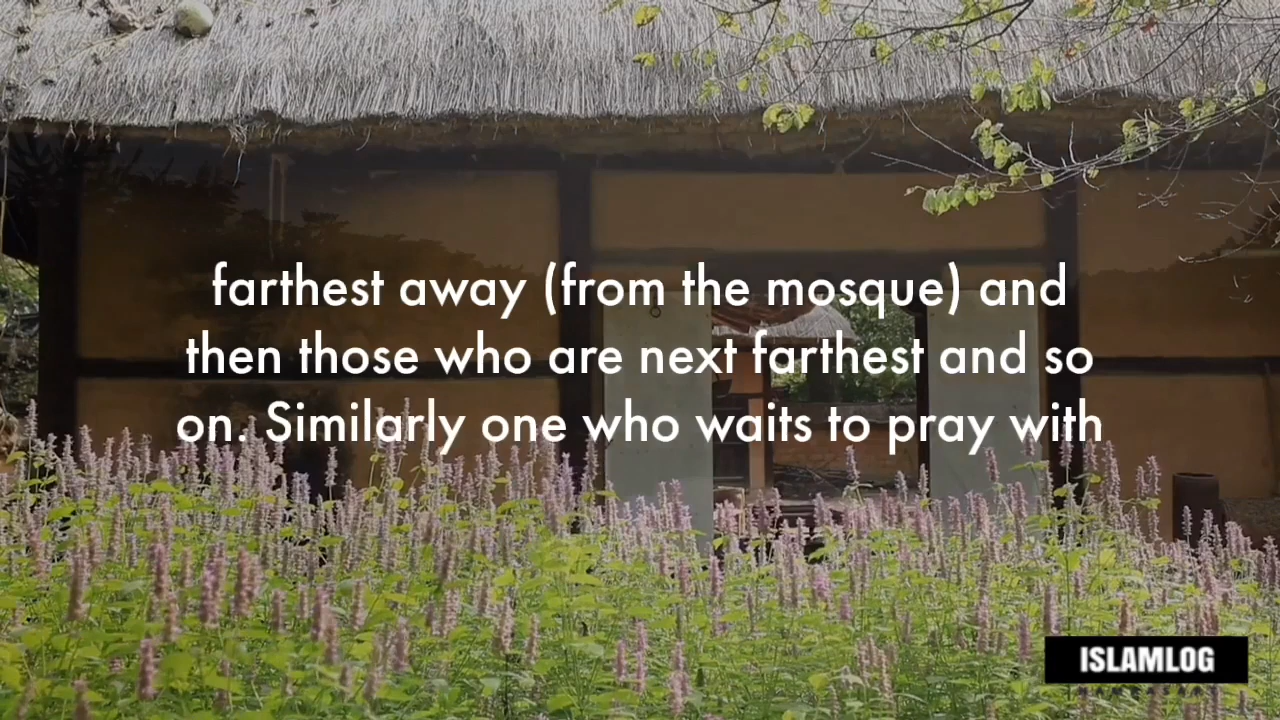 farthest away (from the mosque) and
then those who are next farthest and so
on. Similarly one who waits to pray with
ISLAMLOG